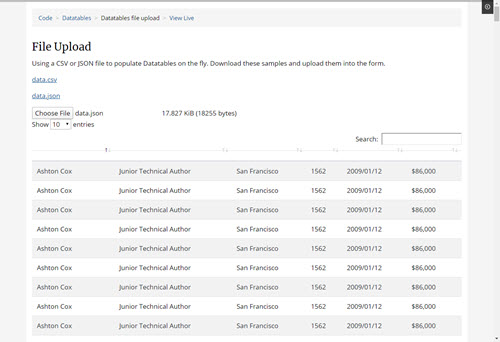 Code > Datatables > Datatables file upload > View Live
File Upload
Using a CSV or JSON file to populate Datatables on the fly. Download these samples and upload them into the form.
data.csv
data.json
Choose File data.json 17,827 KiB (18255 bytes)
Show 10 entries
Search:
Ashton Cox Junior Technical Author San Francisco 1562 2009/01/12 $86,000
Ashton Cox Junior Technical Author San Francisco 1562 2009/01/12 $86,000
Ashton Cox Junior Technical Author San Francisco 1562 2009/01/12 $86,000
Ashton Cox Junior Technical Author San Francisco 1562 2009/01/12 $86,000
Ashton Cox Junior Technical Author San Francisco 1562 2009/01/12 $86,000
Ashton Cox Junior Technical Author San Francisco 1562 2009/01/12 $86,000
Ashton Cox Junior Technical Author San Francisco 1562 2009/01/12 $86,000
Ashton Cox Junior Technical Author San Francisco 1562 2009/01/12 $86,000
Ashton Cox Junior Technical Author San Francisco 1562 2009/01/12 $86,000